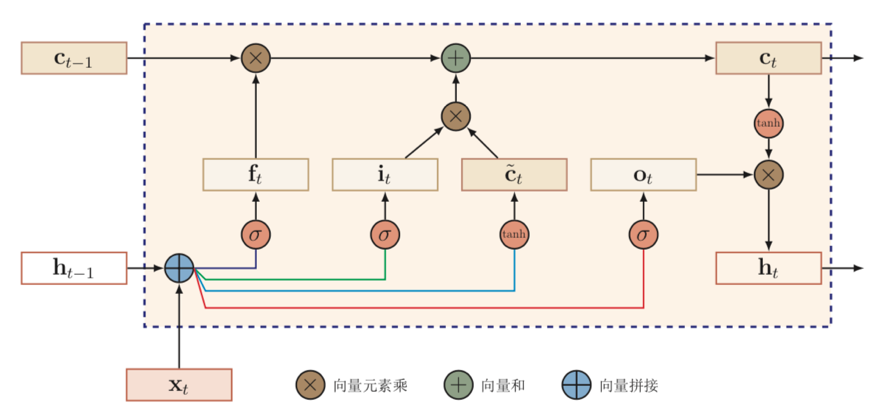 c_{t−1} × + c_t
tanh
×
f_t i_t c̃_t o_t ×
σ σ tanh σ
h_{t−1} h_t
x_t × 向量元素乘 + 向量和 向量拼接